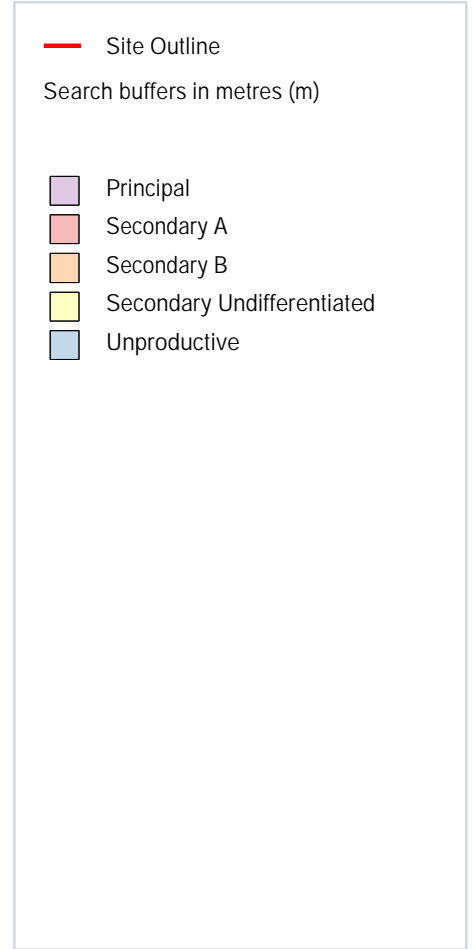 Site Outline
Search buffers in metres (m)
Principal
Secondary A
Secondary B
Secondary Undifferentiated
Unproductive